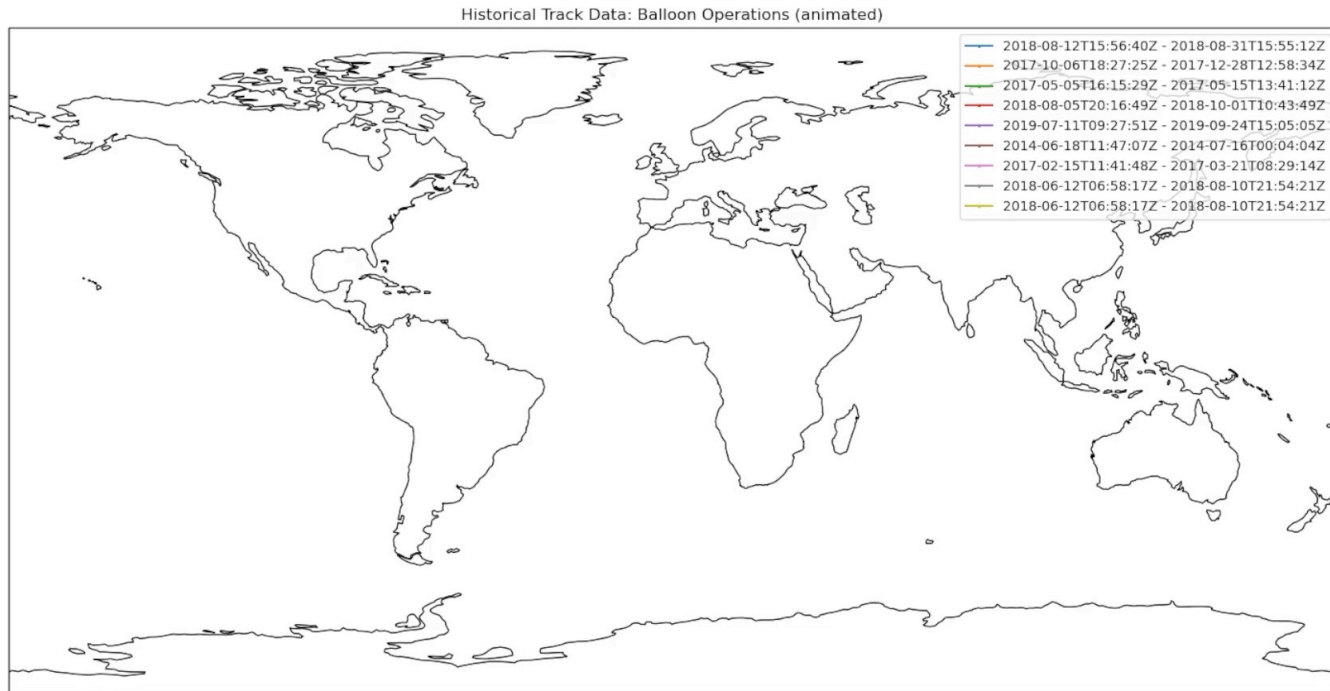 Historical Track Data: Balloon Operations (animated)
2018-08-12T15:56:40Z - 2018-08-31T15:55:12Z
2017-10-06T18:27:25Z - 2017-12-28T12:58:34Z
2017-05-05T16:15:29Z - 2017-05-15T13:41:12Z
2018-08-05T20:16:49Z - 2018-10-01T10:43:49Z
2019-07-11T09:27:51Z - 2019-09-24T15:05:05Z
2014-06-18T11:47:07Z - 2014-07-16T00:04:04Z
2017-02-15T11:41:48Z - 2017-03-21T08:29:14Z
2018-06-12T06:58:17Z - 2018-08-10T21:54:21Z
2018-06-12T06:58:17Z - 2018-08-10T21:54:21Z